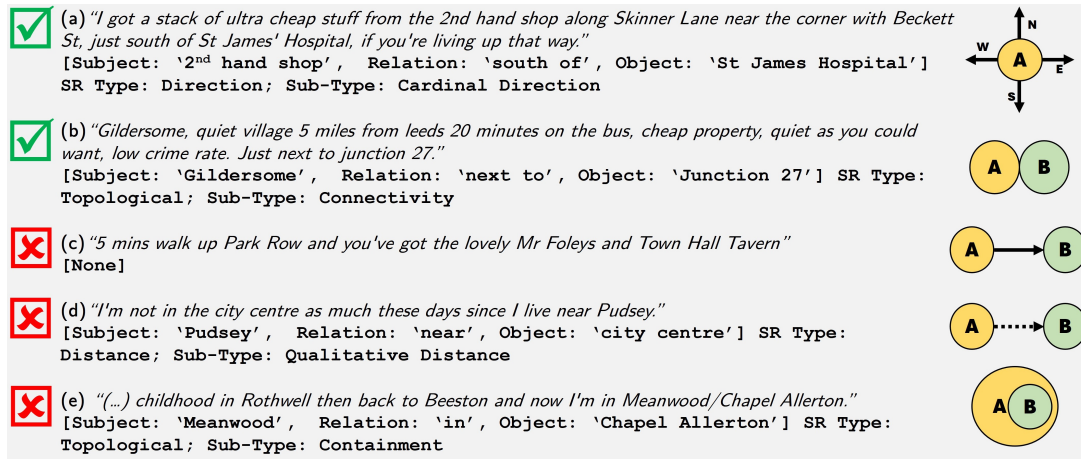 (a) “I got a stack of ultra cheap stuff from the 2nd hand shop along Skinner Lane near the corner with Beckett
St, just south of St James' Hospital, if you're living up that way.”
[Subject: ‘2nd hand shop’, Relation: ‘south of’, Object: ‘St James Hospital’]
SR Type: Direction; Sub-Type: Cardinal Direction
N
W
A
E
S
(b) “Gildersome, quiet village 5 miles from leeds 20 minutes on the bus, cheap property, quiet as you could
want, low crime rate. Just next to junction 27.”
[Subject: ‘Gildersome’, Relation: ‘next to’, Object: ‘Junction 27’] SR Type:
Topological; Sub-Type: Connectivity
A B
(c) “5 mins walk up Park Row and you've got the lovely Mr Foleys and Town Hall Tavern”
[None]
A B
(d) “I'm not in the city centre as much these days since I live near Pudsey.”
[Subject: ‘Pudsey’, Relation: ‘near’, Object: ‘city centre’] SR Type:
Distance; Sub-Type: Qualitative Distance
A B
(e) “(…) childhood in Rothwell then back to Beeston and now I'm in Meanwood/Chapel Allerton.”
[Subject: ‘Meanwood’, Relation: ‘in’, Object: ‘Chapel Allerton’] SR Type:
Topological; Sub-Type: Containment
A B